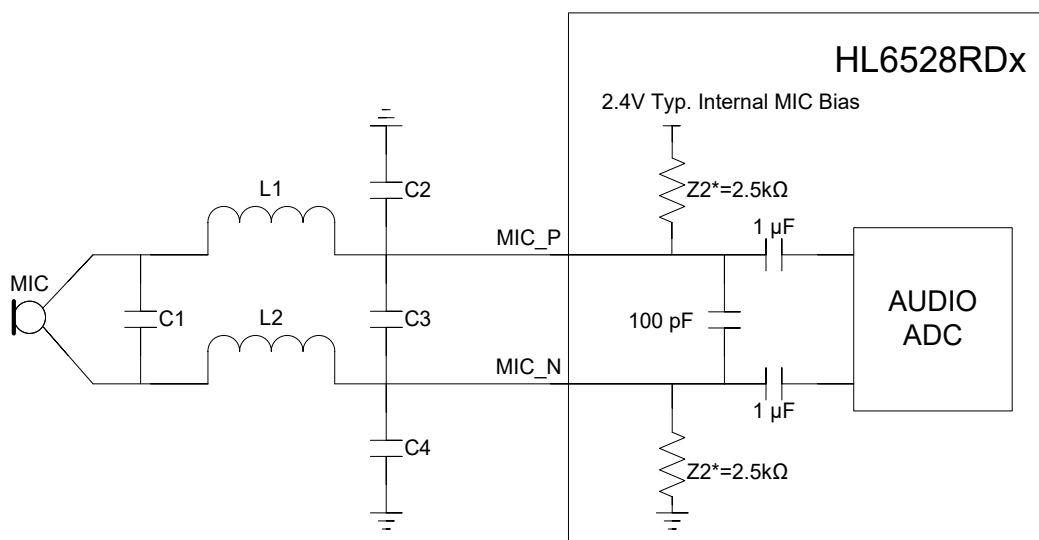 HL6528RDx
2.4V Typ. Internal MIC Bias
C2
Z2*=2.5kΩ
L1
1 µF
MIC_P
MIC
C1
C3
100 pF
AUDIO
ADC
L2
MIC_N
1 µF
C4
Z2*=2.5kΩ